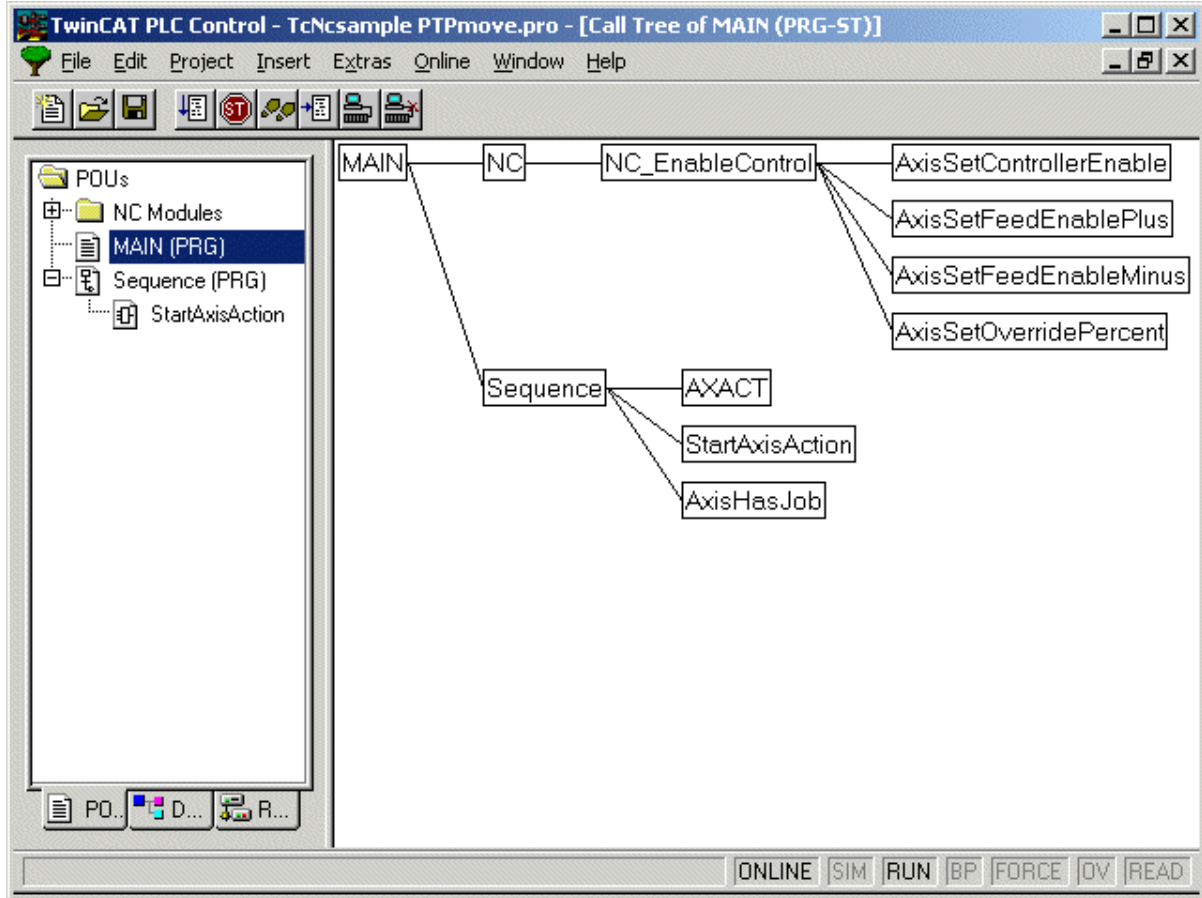 TwinCAT PLC Control - TcNcsample PTPmove.pro - [Call Tree of MAIN (PRG-ST)]
File Edit Project Insert Extras Online Window Help
ST
POUs
NC Modules
MAIN (PRG)
Sequence (PRG)
StartAxisAction
PO.. D... R...
MAIN NC NC_EnableControl AxisSetControllerEnable
AxisSetFeedEnablePlus
AxisSetFeedEnableMinus
AxisSetOverridePercent
Sequence AXACT
StartAxisAction
AxisHasJob
ONLINE SIM RUN BP FORCE OV READ